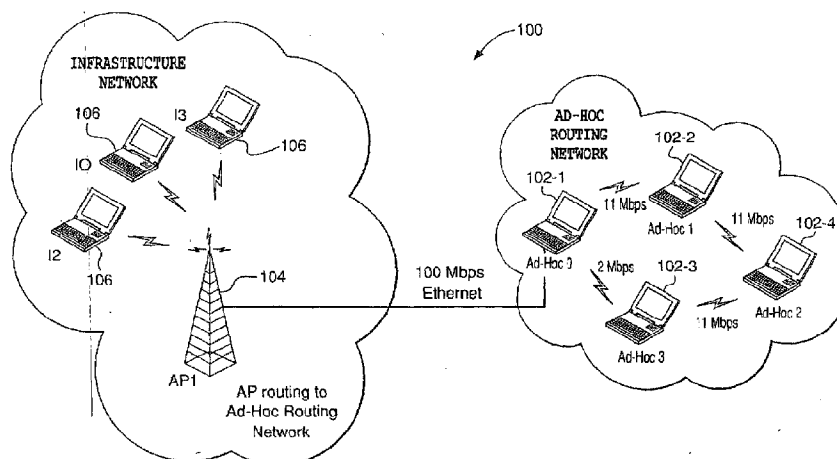 100
INFRASTRUCTURE
NETWORK
106
I3
106
I0
I2
106
104
AP1
AP routing to
Ad-Hoc Routing
Network
100 Mbps
Ethernet
AD-HOC
ROUTING
NETWORK
102-1
102-2
11 Mbps
Ad-Hoc 1
11 Mbps
102-4
Ad-Hoc 0
2 Mbps
102-3
11 Mbps
Ad-Hoc 2
Ad-Hoc 3